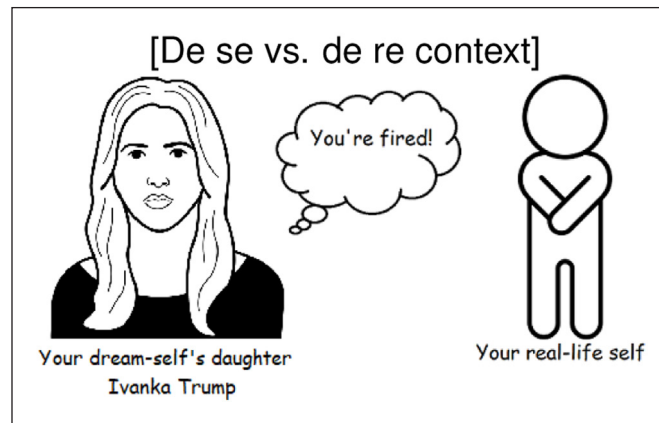 [De se vs. de re context]
You're fired!
Your dream-self's daughter
Ivanka Trump
Your real-life self